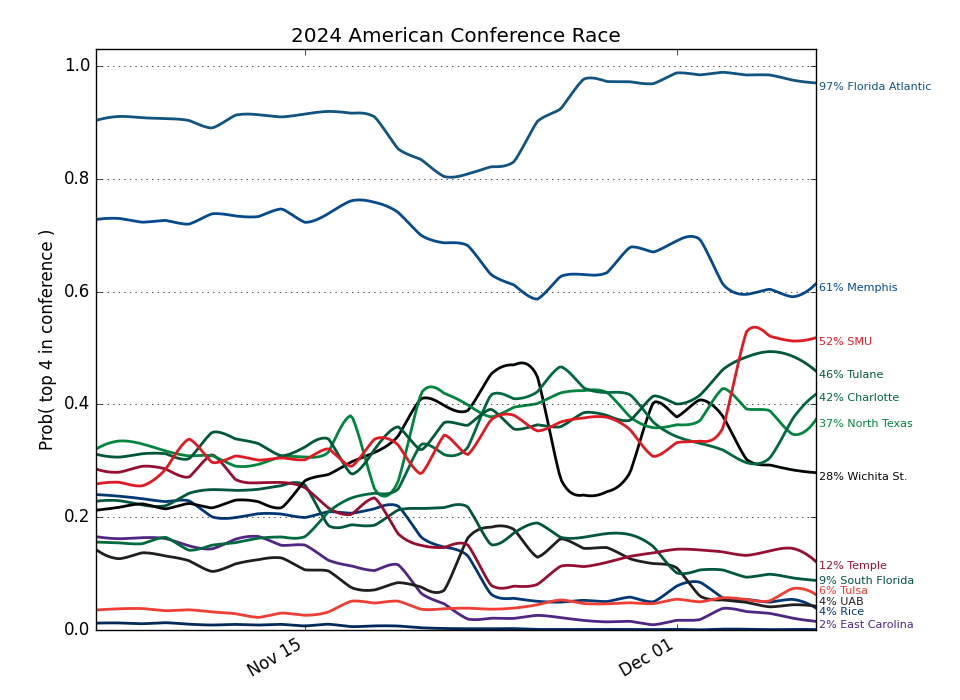 2024 American Conference Race
Prob( top 4 in conference )
1.0
0.8
0.6
0.4
0.2
0.0
Nov 15
Dec 01
97% Florida Atlantic
61% Memphis
52% SMU
46% Tulane
42% Charlotte
37% North Texas
28% Wichita St.
12% Temple
9% South Florida
6% Tulsa
4% UAB
4% Rice
2% East Carolina